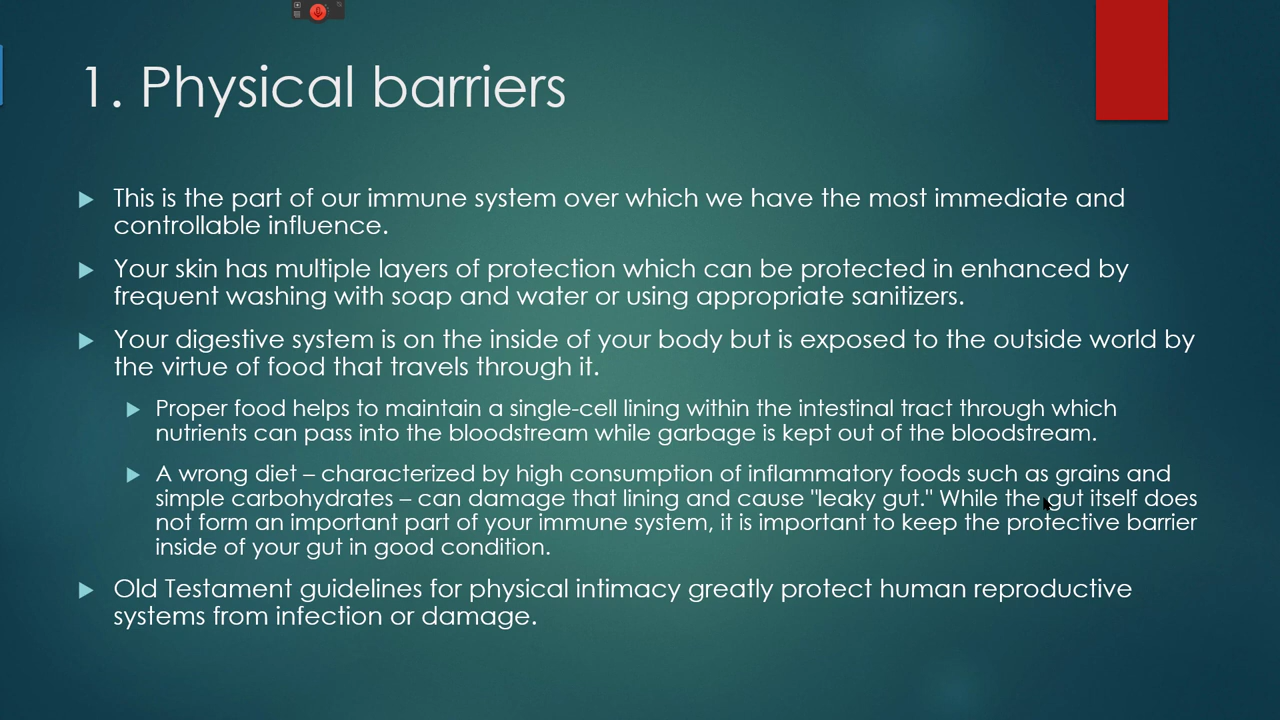 1. Physical barriers
This is the part of our immune system over which we have the most immediate and
controllable influence.
Your skin has multiple layers of protection which can be protected in enhanced by
frequent washing with soap and water or using appropriate sanitizers.
Your digestive system is on the inside of your body but is exposed to the outside world by
the virtue of food that travels through it.
Proper food helps to maintain a single-cell lining within the intestinal tract through which
nutrients can pass into the bloodstream while garbage is kept out of the bloodstream.
A wrong diet – characterized by high consumption of inflammatory foods such as grains and
simple carbohydrates – can damage that lining and cause "leaky gut." While the gut itself does
not form an important part of your immune system, it is important to keep the protective barrier
inside of your gut in good condition.
Old Testament guidelines for physical intimacy greatly protect human reproductive
systems from infection or damage.